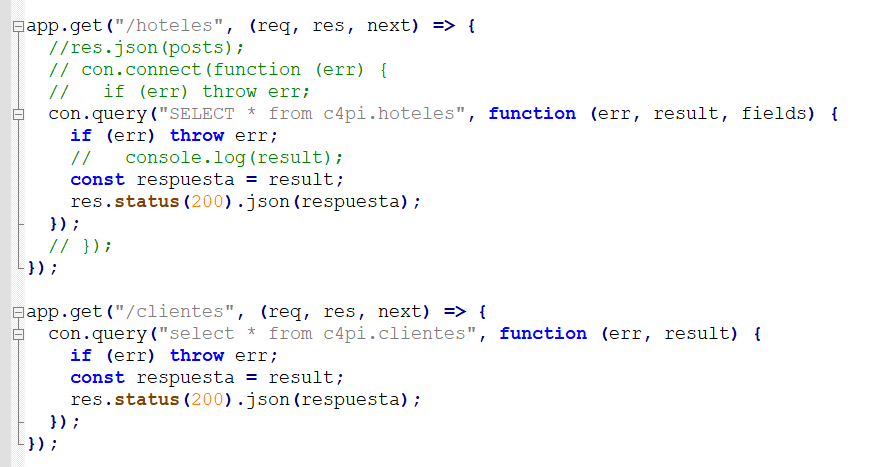 app.get("/hoteles", (req, res, next) => {
  //res.json(posts);
  // con.connect(function (err) {
  //   if (err) throw err;
  con.query("SELECT * from c4pi.hoteles", function (err, result, fields) {
    if (err) throw err;
    //   console.log(result);
    const respuesta = result;
    res.status(200).json(respuesta);
  });
  // });
});

app.get("/clientes", (req, res, next) => {
  con.query("select * from c4pi.clientes", function (err, result) {
    if (err) throw err;
    const respuesta = result;
    res.status(200).json(respuesta);
  });
});